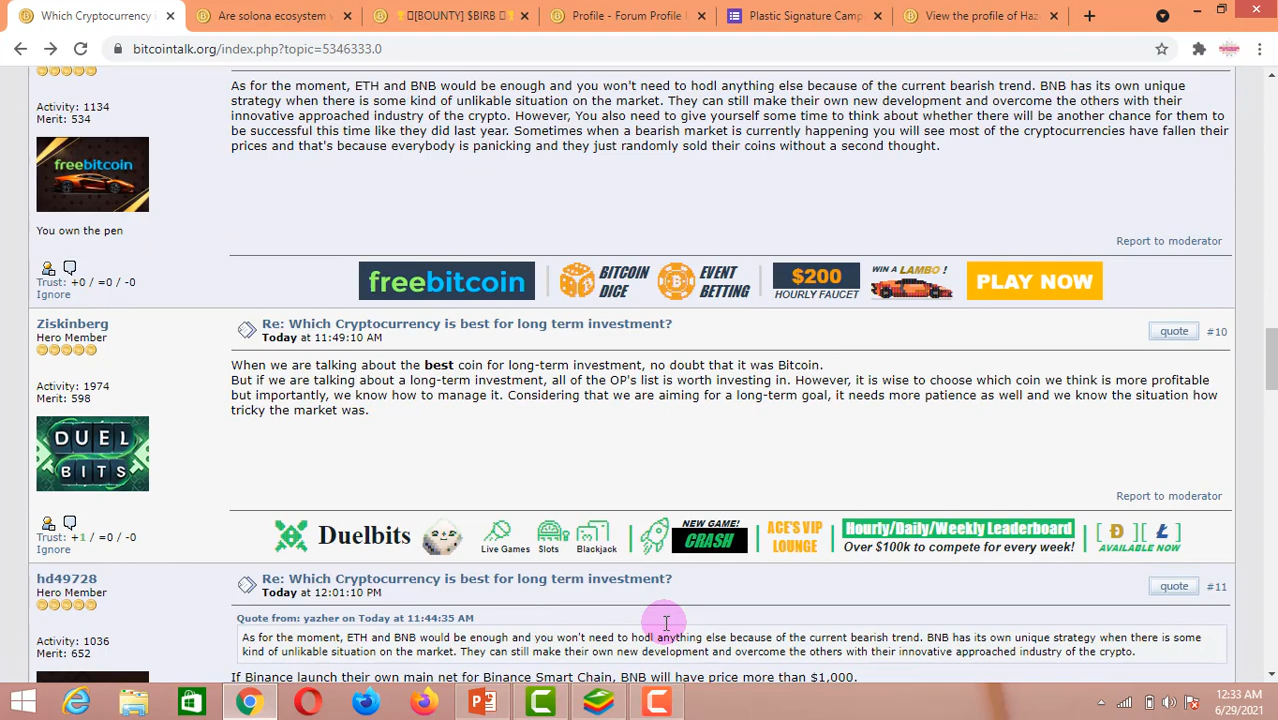 Which Cryptocurrency i
Are solona ecosystem
[BOUNTY] $BIRB
Profile - Forum Profile
Plastic Signature Camp
View the profile of Haz
bitcointalk.org/index.php?topic=5346333.0
Activity: 1134
Merit: 534
freebitcoin
You own the pen
Trust: +0 / =0 / -0
Ignore
As for the moment, ETH and BNB would be enough and you won't need to hodl anything else because of the current bearish trend. BNB has its own unique
strategy when there is some kind of unlikable situation on the market. They can still make their own new development and overcome the others with their
innovative approached industry of the crypto. However, You also need to give yourself some time to think about whether there will be another chance for them to
be successful this time like they did last year. Sometimes when a bearish market is currently happening you will see most of the cryptocurrencies have fallen their
prices and that's because everybody is panicking and they just randomly sold their coins without a second thought.
Report to moderator
freebitcoin BITCOIN DICE EVENT BETTING $200 HOURLY FAUCET WIN A LAMBO ! PLAY NOW
Ziskinberg
Hero Member
Activity: 1974
Merit: 598
DUEL
BITS
Trust: +1 / =0 / -0
Ignore
Re: Which Cryptocurrency is best for long term investment?
Today at 11:49:10 AM
quote #10
When we are talking about the best coin for long-term investment, no doubt that it was Bitcoin.
But if we are talking about a long-term investment, all of the OP's list is worth investing in. However, it is wise to choose which coin we think is more profitable
but importantly, we know how to manage it. Considering that we are aiming for a long-term goal, it needs more patience as well and we know the situation how
tricky the market was.
Report to moderator
Duelbits Live Games Slots Blackjack NEW GAME! CRASH ACE'S VIP LOUNGE Hourly/Daily/Weekly Leaderboard Over $100k to compete for every week! AVAILABLE NOW
hd49728
Hero Member
Activity: 1036
Merit: 652
Re: Which Cryptocurrency is best for long term investment?
Today at 12:01:10 PM
quote #11
Quote from: yazher on Today at 11:44:35 AM
As for the moment, ETH and BNB would be enough and you won't need to hodl anything else because of the current bearish trend. BNB has its own unique strategy when there is some
kind of unlikable situation on the market. They can still make their own new development and overcome the others with their innovative approached industry of the crypto.
If Binance launch their own main net for Binance Smart Chain, BNB will have price more than $1,000.
12:33 AM
6/29/2021